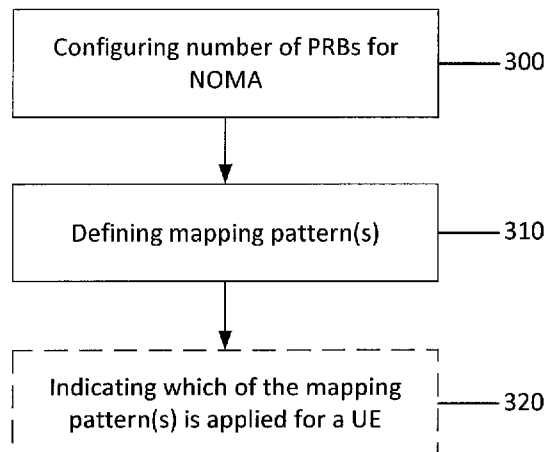 Configuring number of PRBs for
NOMA
300
Defining mapping pattern(s)
310
Indicating which of the mapping
pattern(s) is applied for a UE
320